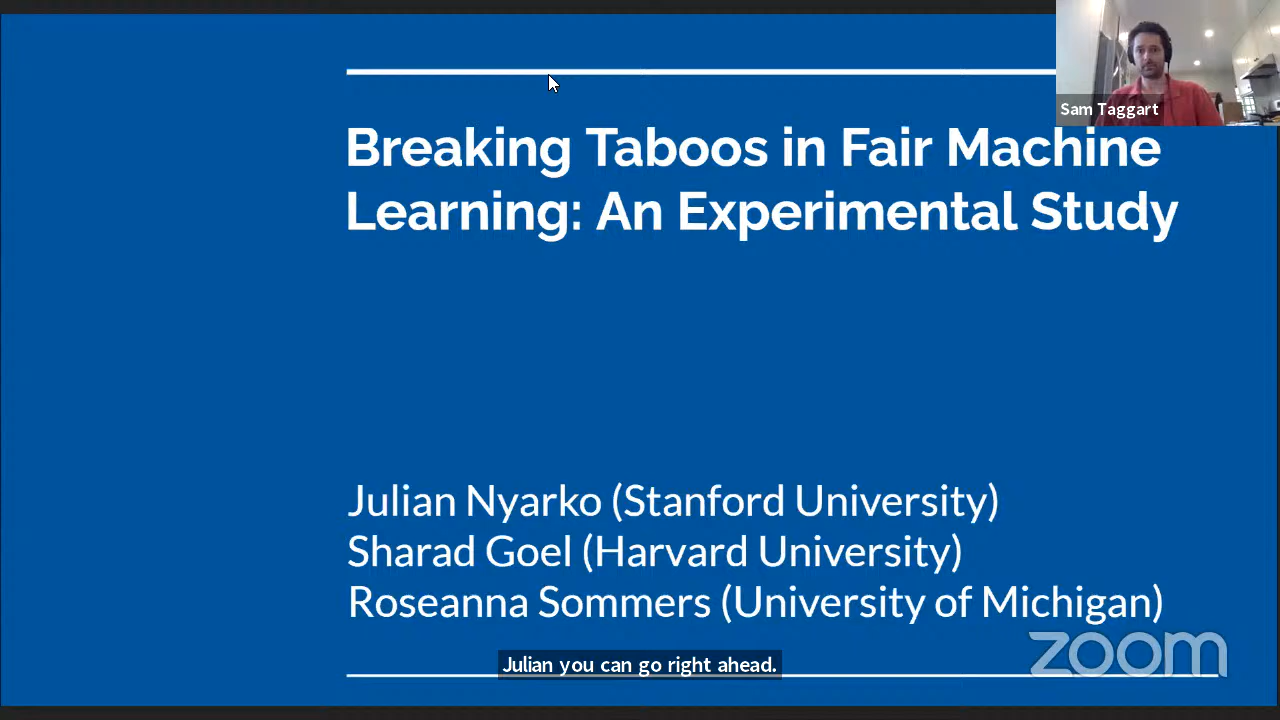 Sam Taggart
Breaking Taboos in Fair Machine
Learning: An Experimental Study
Julian Nyarko (Stanford University)
Sharad Goel (Harvard University)
Roseanna Sommers (University of Michigan)
zoom
Julian you can go right ahead.